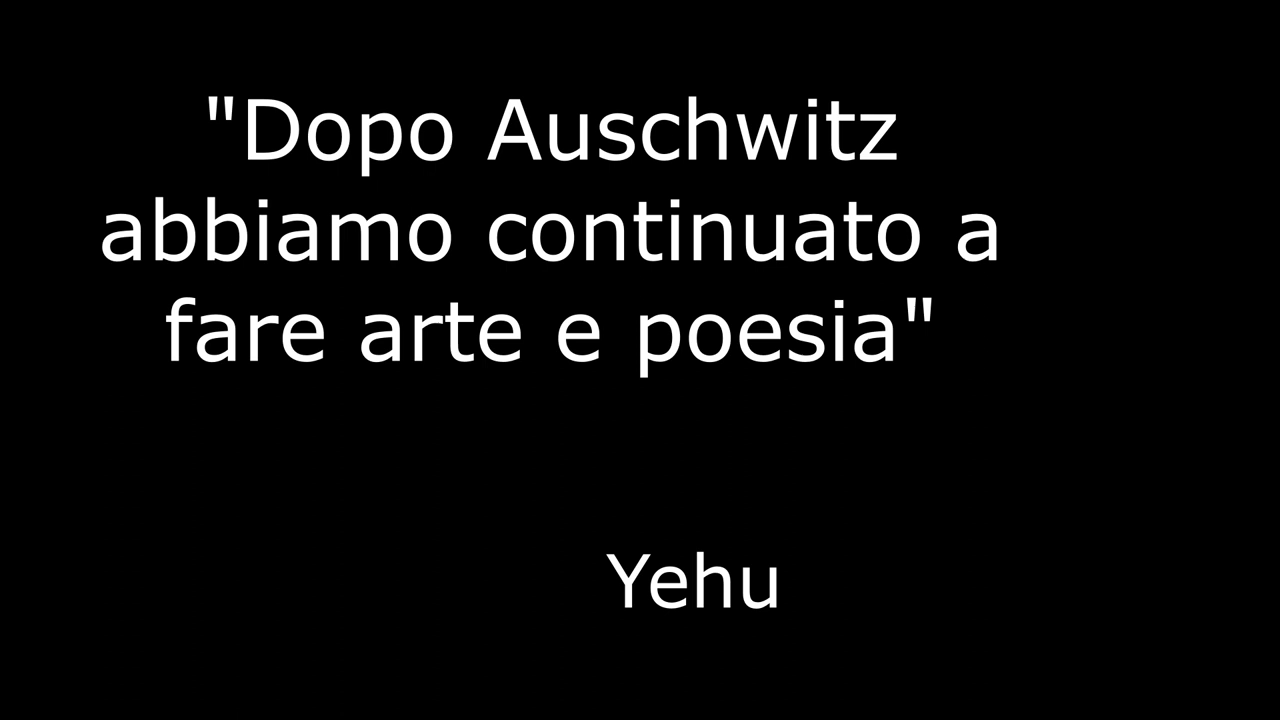 "Dopo Auschwitz
abbiamo continuato a
fare arte e poesia"
Yehu